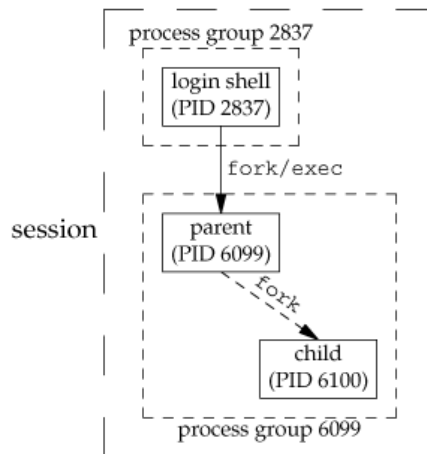 process group 2837
login shell
(PID 2837)
fork/exec
session
parent
(PID 6099)
fork
child
(PID 6100)
process group 6099